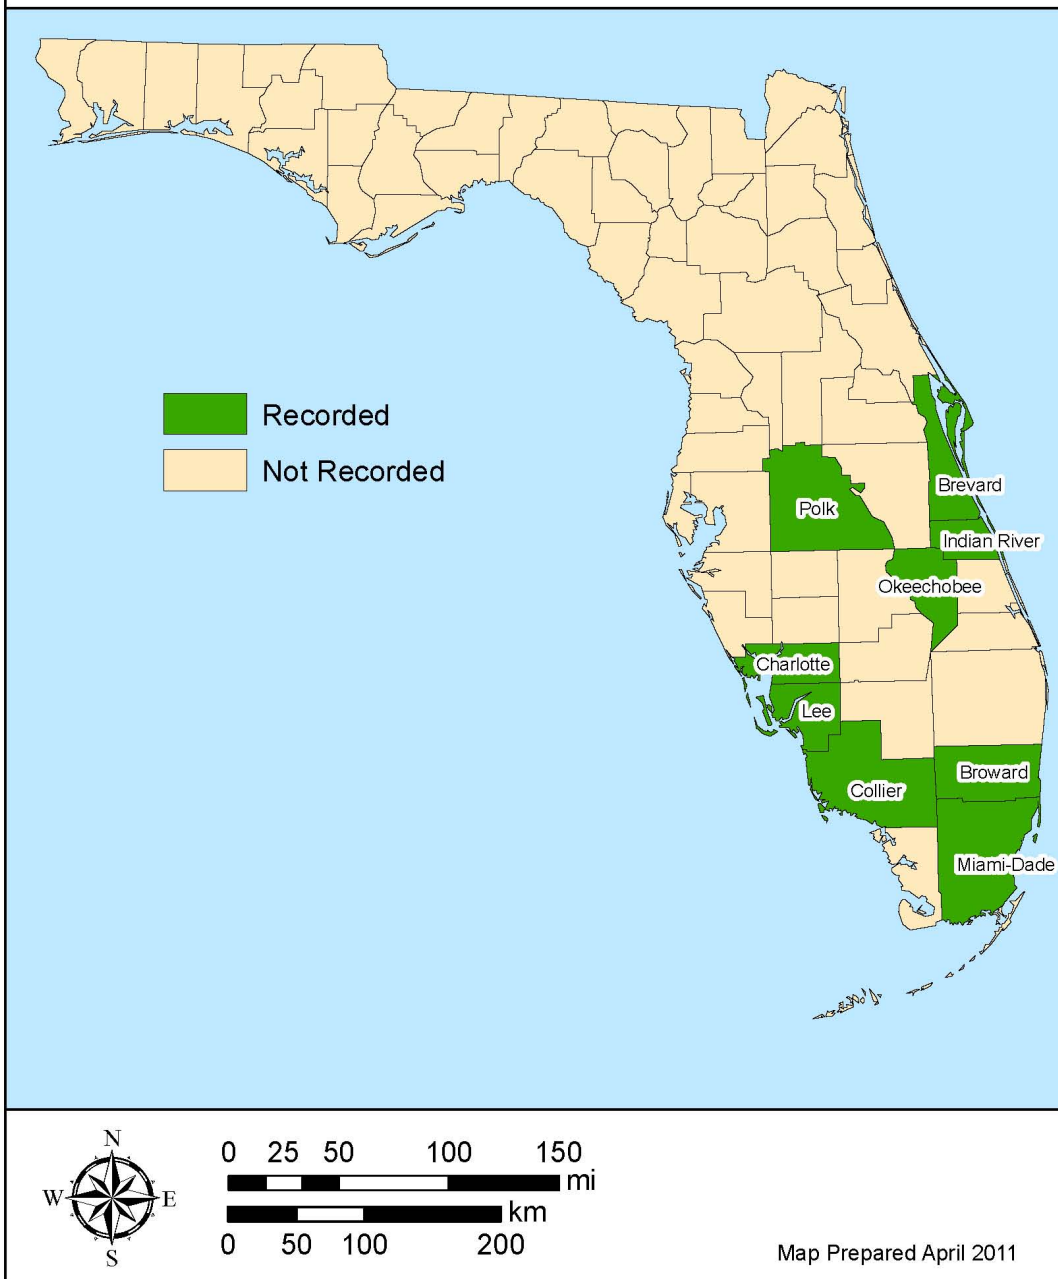 Recorded
Not Recorded
Brevard
Polk
Indian River
Okeechobee
Charlotte
Lee
Broward
Collier
Miami-Dade
N
W E
S
0 25 50 100 150
mi
km
0 50 100 200
Map Prepared April 2011